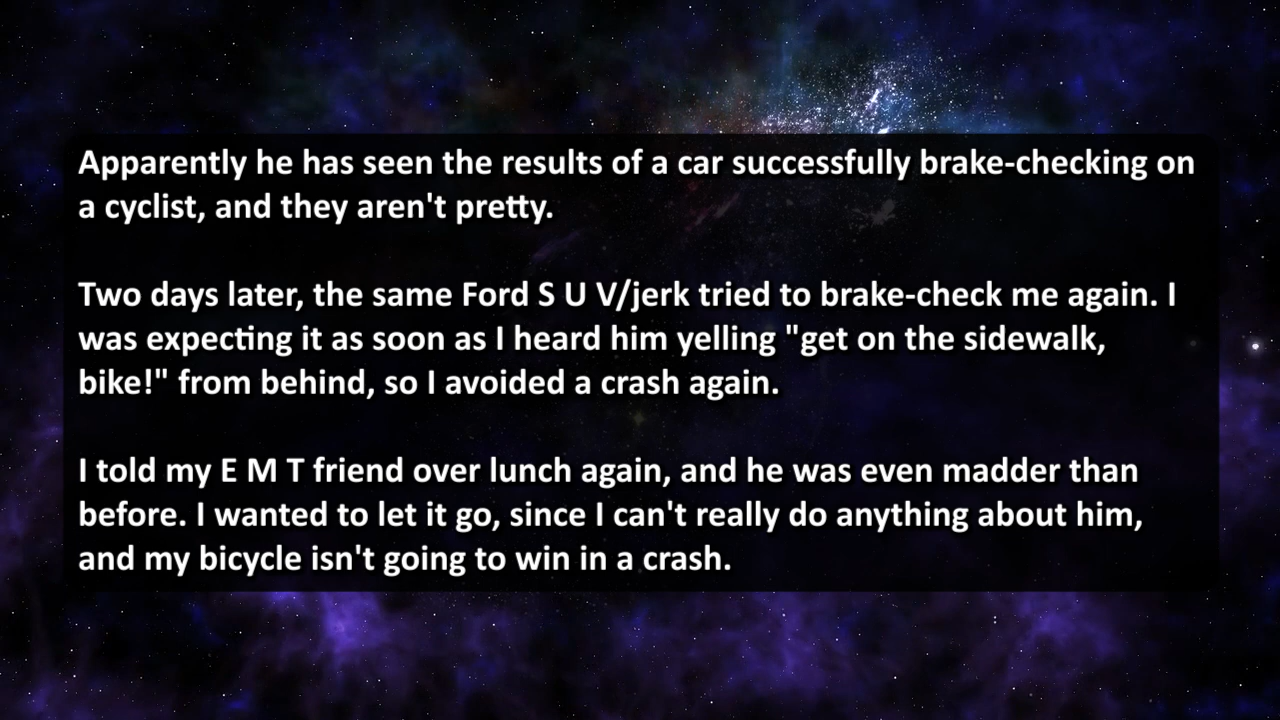 Apparently he has seen the results of a car successfully brake-checking on
a cyclist, and they aren't pretty.
Two days later, the same Ford S U V/jerk tried to brake-check me again. I
was expecting it as soon as I heard him yelling "get on the sidewalk,
bike!" from behind, so I avoided a crash again.
I told my E M T friend over lunch again, and he was even madder than
before. I wanted to let it go, since I can't really do anything about him,
and my bicycle isn't going to win in a crash.